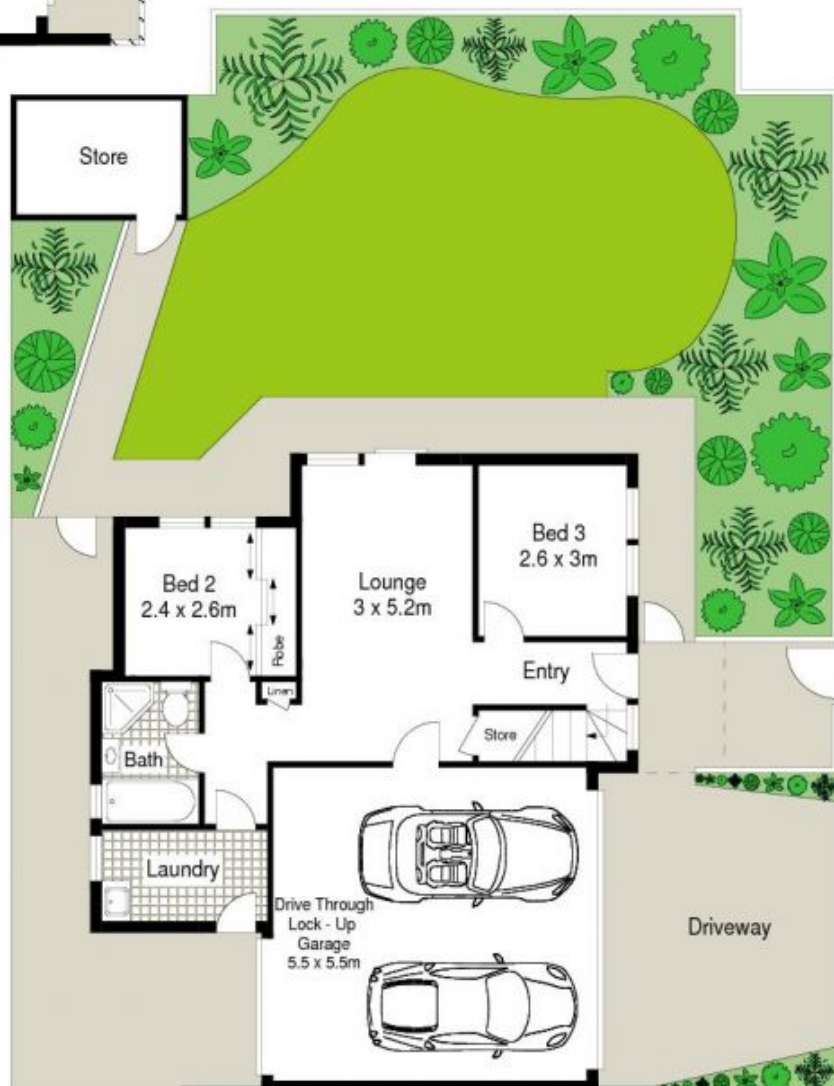 Store
Bed 3
2.6 x 3m
Bed 2
2.4 x 2.6m
Lounge
3 x 5.2m
Robe
Entry
Linen
Store
Bath
Laundry
Drive Through
Lock - Up
Garage
5.5 x 5.5m
Driveway